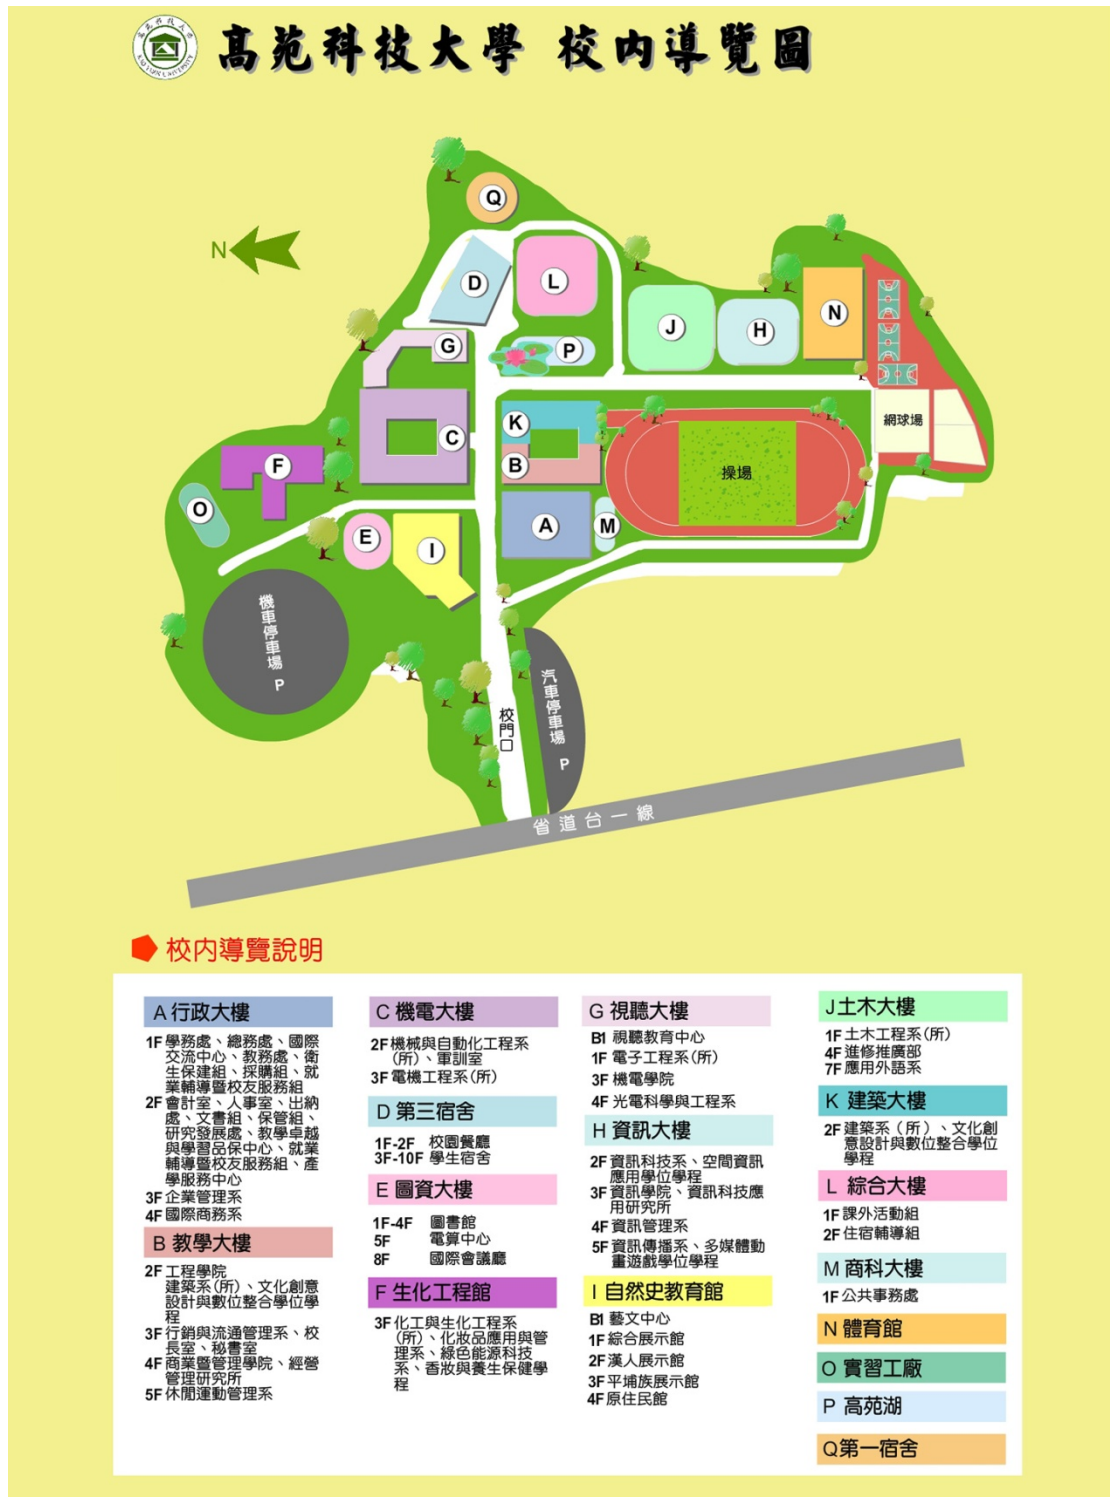 高苑科技大學 校內導覽圖
N
Q
D
L
G
P
J
H
N
K
C
B
網球場
F
操場
O
E
I
A
M
機車停車場 P
汽車停車場 P
校門口
省道台一線
校內導覽說明
A 行政大樓
1F 學務處、總務處、國際
交流中心、教務處、衛
生保健組、採購組、就
業輔導暨校友服務組
2F 會計室、人事室、出納
處、文書組、保管組、
研究發展處、教學卓越
與學習品保中心、就業
輔導暨校友服務組、產
學服務中心
3F 企業管理系
4F 國際商務系
B 教學大樓
2F 工程學院
建築系(所)、文化創意
設計與數位整合學位學
程
3F 行銷與流通管理系、校
長室、秘書室
4F 商業暨管理學院、經營
管理研究所
5F 休閒運動管理系
C 機電大樓
2F 機械與自動化工程系
(所)、軍訓室
3F 電機工程系(所)
D 第三宿舍
1F-2F 校園餐廳
3F-10F 學生宿舍
E 圖資大樓
1F-4F 圖書館
5F 電算中心
8F 國際會議廳
F 生化工程館
3F 化工與生化工程系
(所)、化妝品應用與管
理系、綠色能源科技
系、香妝與養生保健學
程
G 視聽大樓
B1 視聽教育中心
1F 電子工程系(所)
3F 機電學院
4F 光電科學與工程系
H 資訊大樓
2F 資訊科技系、空間資訊
應用學位學程
3F 資訊學院、資訊科技應
用研究所
4F 資訊管理系
5F 資訊傳播系、多媒體動
畫遊戲學位學程
I 自然史教育館
B1 藝文中心
1F 綜合展示館
2F 漢人展示館
3F 平埔族展示館
4F 原住民館
J 土木大樓
1F 土木工程系(所)
4F 進修推廣部
7F 應用外語系
K 建築大樓
2F 建築系（所）、文化創
意設計與數位整合學位
學程
L 綜合大樓
1F 課外活動組
2F 住宿輔導組
M 商科大樓
1F 公共事務處
N 體育館
O 實習工廠
P 高苑湖
Q 第一宿舍